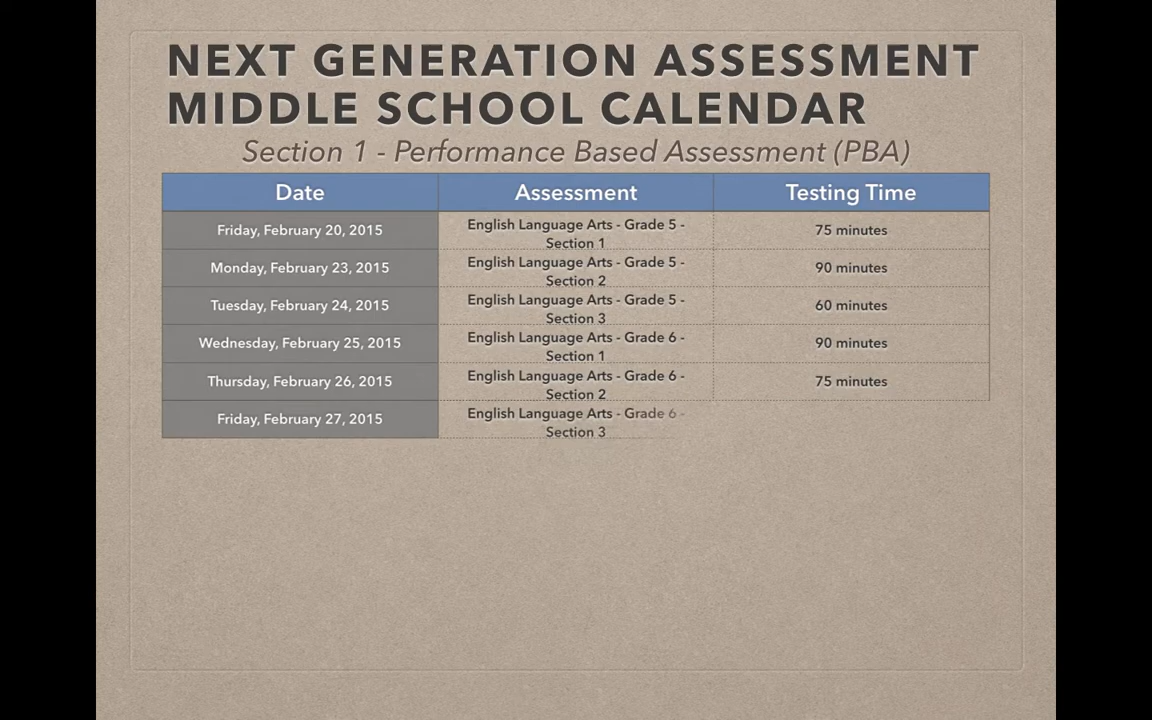 NEXT GENERATION ASSESSMENT
MIDDLE SCHOOL CALENDAR
Section 1 - Performance Based Assessment (PBA)
Date Assessment Testing Time
Friday, February 20, 2015 English Language Arts - Grade 5 - Section 1 75 minutes
Monday, February 23, 2015 English Language Arts - Grade 5 - Section 2 90 minutes
Tuesday, February 24, 2015 English Language Arts - Grade 5 - Section 3 60 minutes
Wednesday, February 25, 2015 English Language Arts - Grade 6 - Section 1 90 minutes
Thursday, February 26, 2015 English Language Arts - Grade 6 - Section 2 75 minutes
Friday, February 27, 2015 English Language Arts - Grade 6 - Section 3